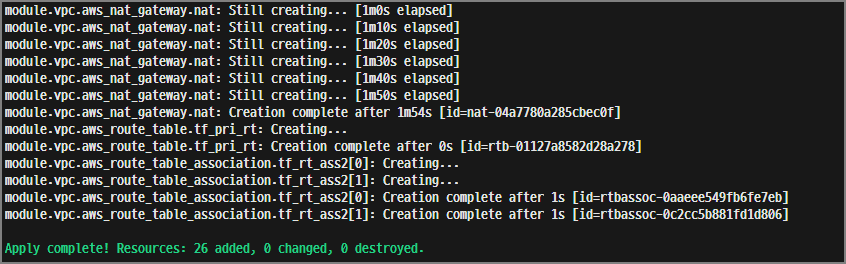 module.vpc.aws_nat_gateway.nat: Still creating... [1m0s elapsed]
module.vpc.aws_nat_gateway.nat: Still creating... [1m10s elapsed]
module.vpc.aws_nat_gateway.nat: Still creating... [1m20s elapsed]
module.vpc.aws_nat_gateway.nat: Still creating... [1m30s elapsed]
module.vpc.aws_nat_gateway.nat: Still creating... [1m40s elapsed]
module.vpc.aws_nat_gateway.nat: Still creating... [1m50s elapsed]
module.vpc.aws_nat_gateway.nat: Creation complete after 1m54s [id=nat-04a7780a285cbec0f]
module.vpc.aws_route_table.tf_pri_rt: Creating...
module.vpc.aws_route_table.tf_pri_rt: Creation complete after 0s [id=rtb-01127a8582d28a278]
module.vpc.aws_route_table_association.tf_rt_ass2[0]: Creating...
module.vpc.aws_route_table_association.tf_rt_ass2[1]: Creating...
module.vpc.aws_route_table_association.tf_rt_ass2[0]: Creation complete after 1s [id=rtbassoc-0aaeee549fb6fe7eb]
module.vpc.aws_route_table_association.tf_rt_ass2[1]: Creation complete after 1s [id=rtbassoc-0c2cc5b881fd1d806]
Apply complete! Resources: 26 added, 0 changed, 0 destroyed.